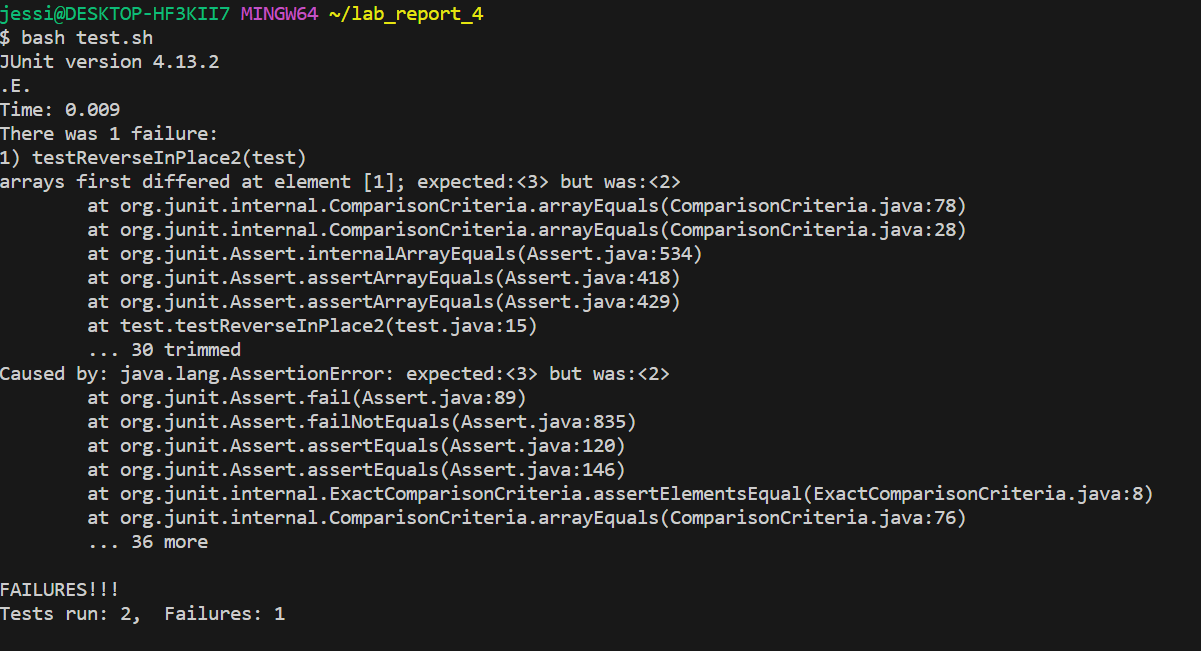 jessi@DESKTOP-HF3KII7 MINGW64 ~/lab_report_4
$ bash test.sh
JUnit version 4.13.2
.E.
Time: 0.009
There was 1 failure:
1) testReverseInPlace2(test)
arrays first differed at element [1]; expected:<3> but was:<2>
        at org.junit.internal.ComparisonCriteria.arrayEquals(ComparisonCriteria.java:78)
        at org.junit.internal.ComparisonCriteria.arrayEquals(ComparisonCriteria.java:28)
        at org.junit.Assert.internalArrayEquals(Assert.java:534)
        at org.junit.Assert.assertArrayEquals(Assert.java:418)
        at org.junit.Assert.assertArrayEquals(Assert.java:429)
        at test.testReverseInPlace2(test.java:15)
        ... 30 trimmed
Caused by: java.lang.AssertionError: expected:<3> but was:<2>
        at org.junit.Assert.fail(Assert.java:89)
        at org.junit.Assert.failNotEquals(Assert.java:835)
        at org.junit.Assert.assertEquals(Assert.java:120)
        at org.junit.Assert.assertEquals(Assert.java:146)
        at org.junit.internal.ExactComparisonCriteria.assertElementsEqual(ExactComparisonCriteria.java:8)
        at org.junit.internal.ComparisonCriteria.arrayEquals(ComparisonCriteria.java:76)
        ... 36 more

FAILURES!!!
Tests run: 2,  Failures: 1